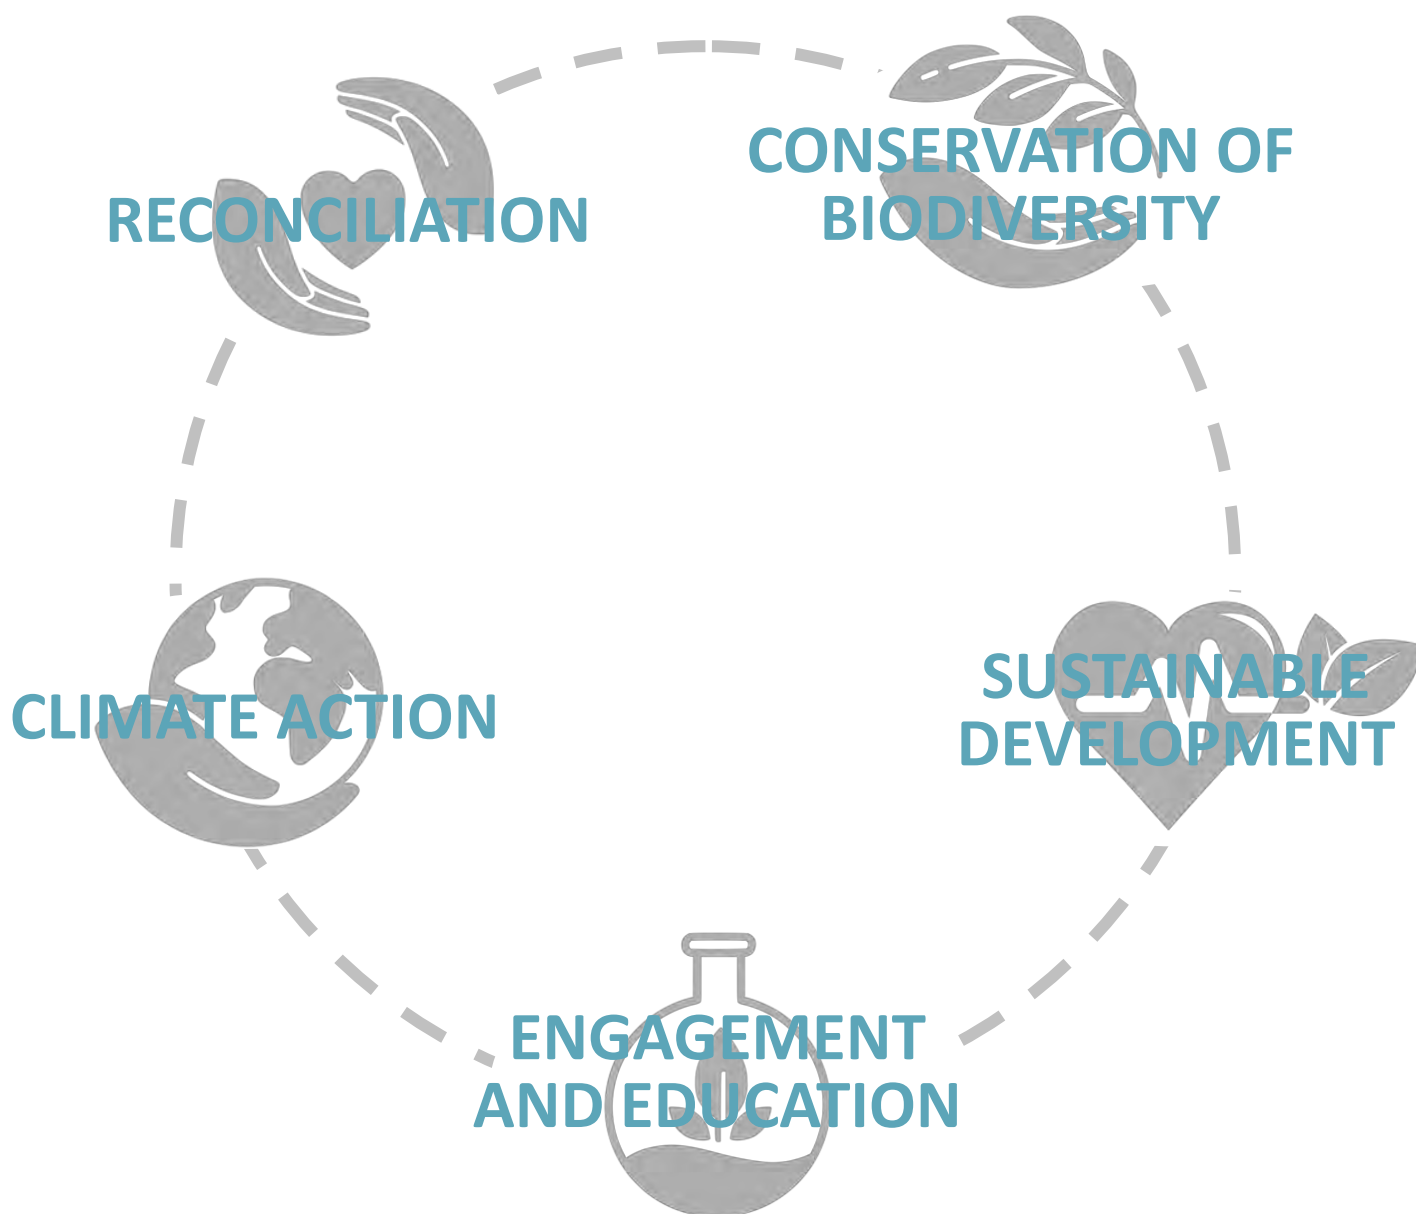 RECONCILIATION
CONSERVATION OF
BIODIVERSITY
CLIMATE ACTION
SUSTAINABLE
DEVELOPMENT
ENGAGEMENT
AND EDUCATION